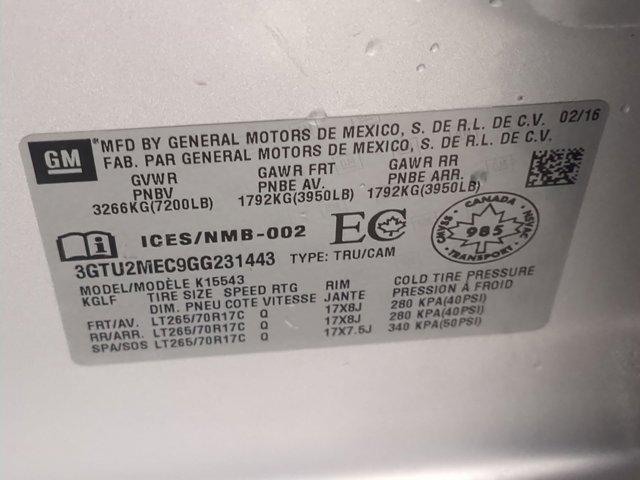 GM
*MFD BY GENERAL MOTORS DE MEXICO, S. DE R.L. DE C.V. 02/16
FAB. PAR GENERAL MOTORS DE MEXICO, S. DE R.L. DE C.V.
GVWR GAWR FRT GAWR RR
PNBV PNBE AV. PNBE ARR.
3266KG(7200LB) 1792KG(3950LB) 1792KG(3950LB)
ICES/NMB-002 EC
CANADA
CMVSS 985 NSVAC
TRANSPORT
3GTU2MEC9GG231443 TYPE: TRU/CAM
MODEL/MODELE K15543
KGLF TIRE SIZE SPEED RTG RIM COLD TIRE PRESSURE
DIM. PNEU COTE VITESSE JANTE PRESSION À FROID
FRT/AV. LT265/70R17C Q 17X8J 280 KPA(40PSI)
RR/ARR. LT265/70R17C Q 17X8J 280 KPA(40PSI)
SPA/SOS LT265/70R17C Q 17X7.5J 340 KPA(50PSI)